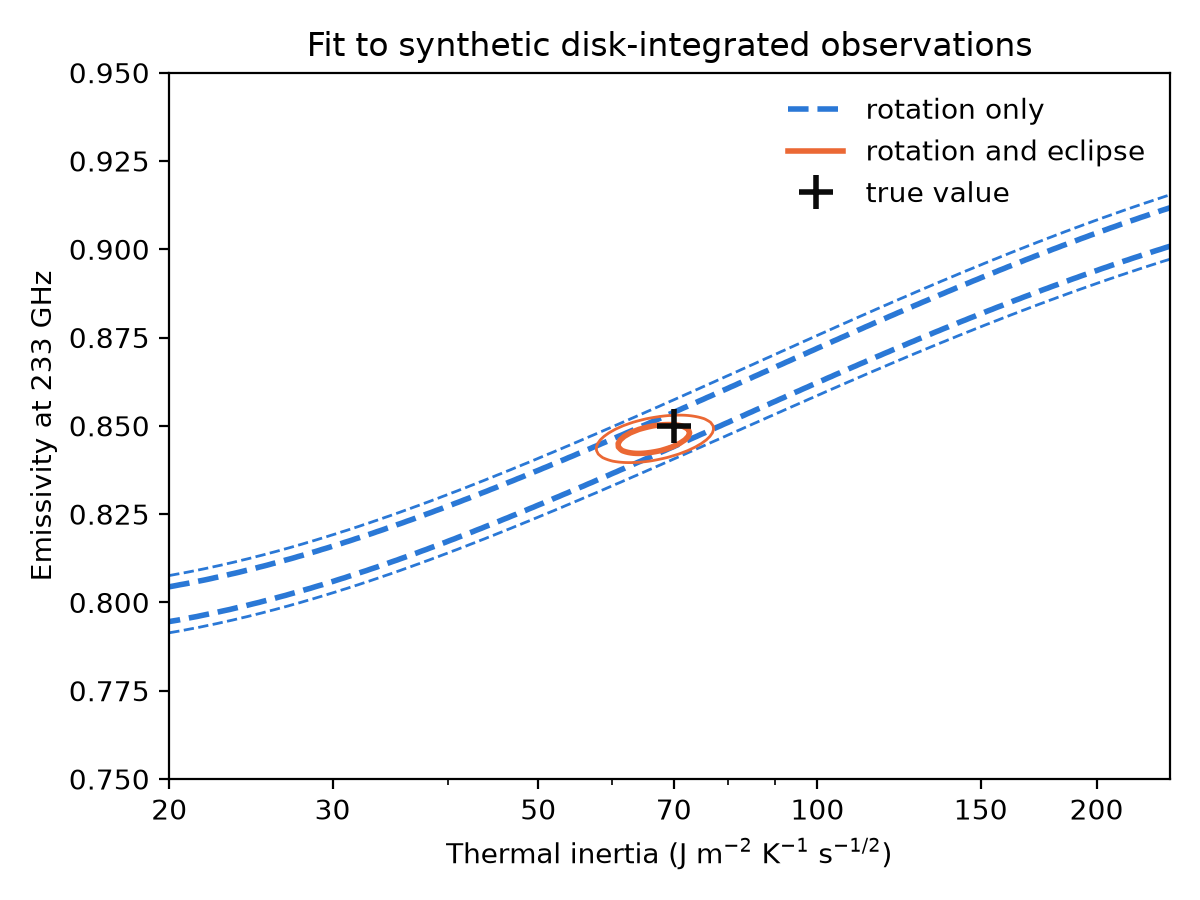 Fit to synthetic disk-integrated observations
0.950
0.925
0.900
0.875
0.850
0.825
0.800
0.775
0.750
Emissivity at 233 GHz
rotation only
rotation and eclipse
true value
20 30 50 70 100 150 200
Thermal inertia (J m⁻² K⁻¹ s⁻¹/²)